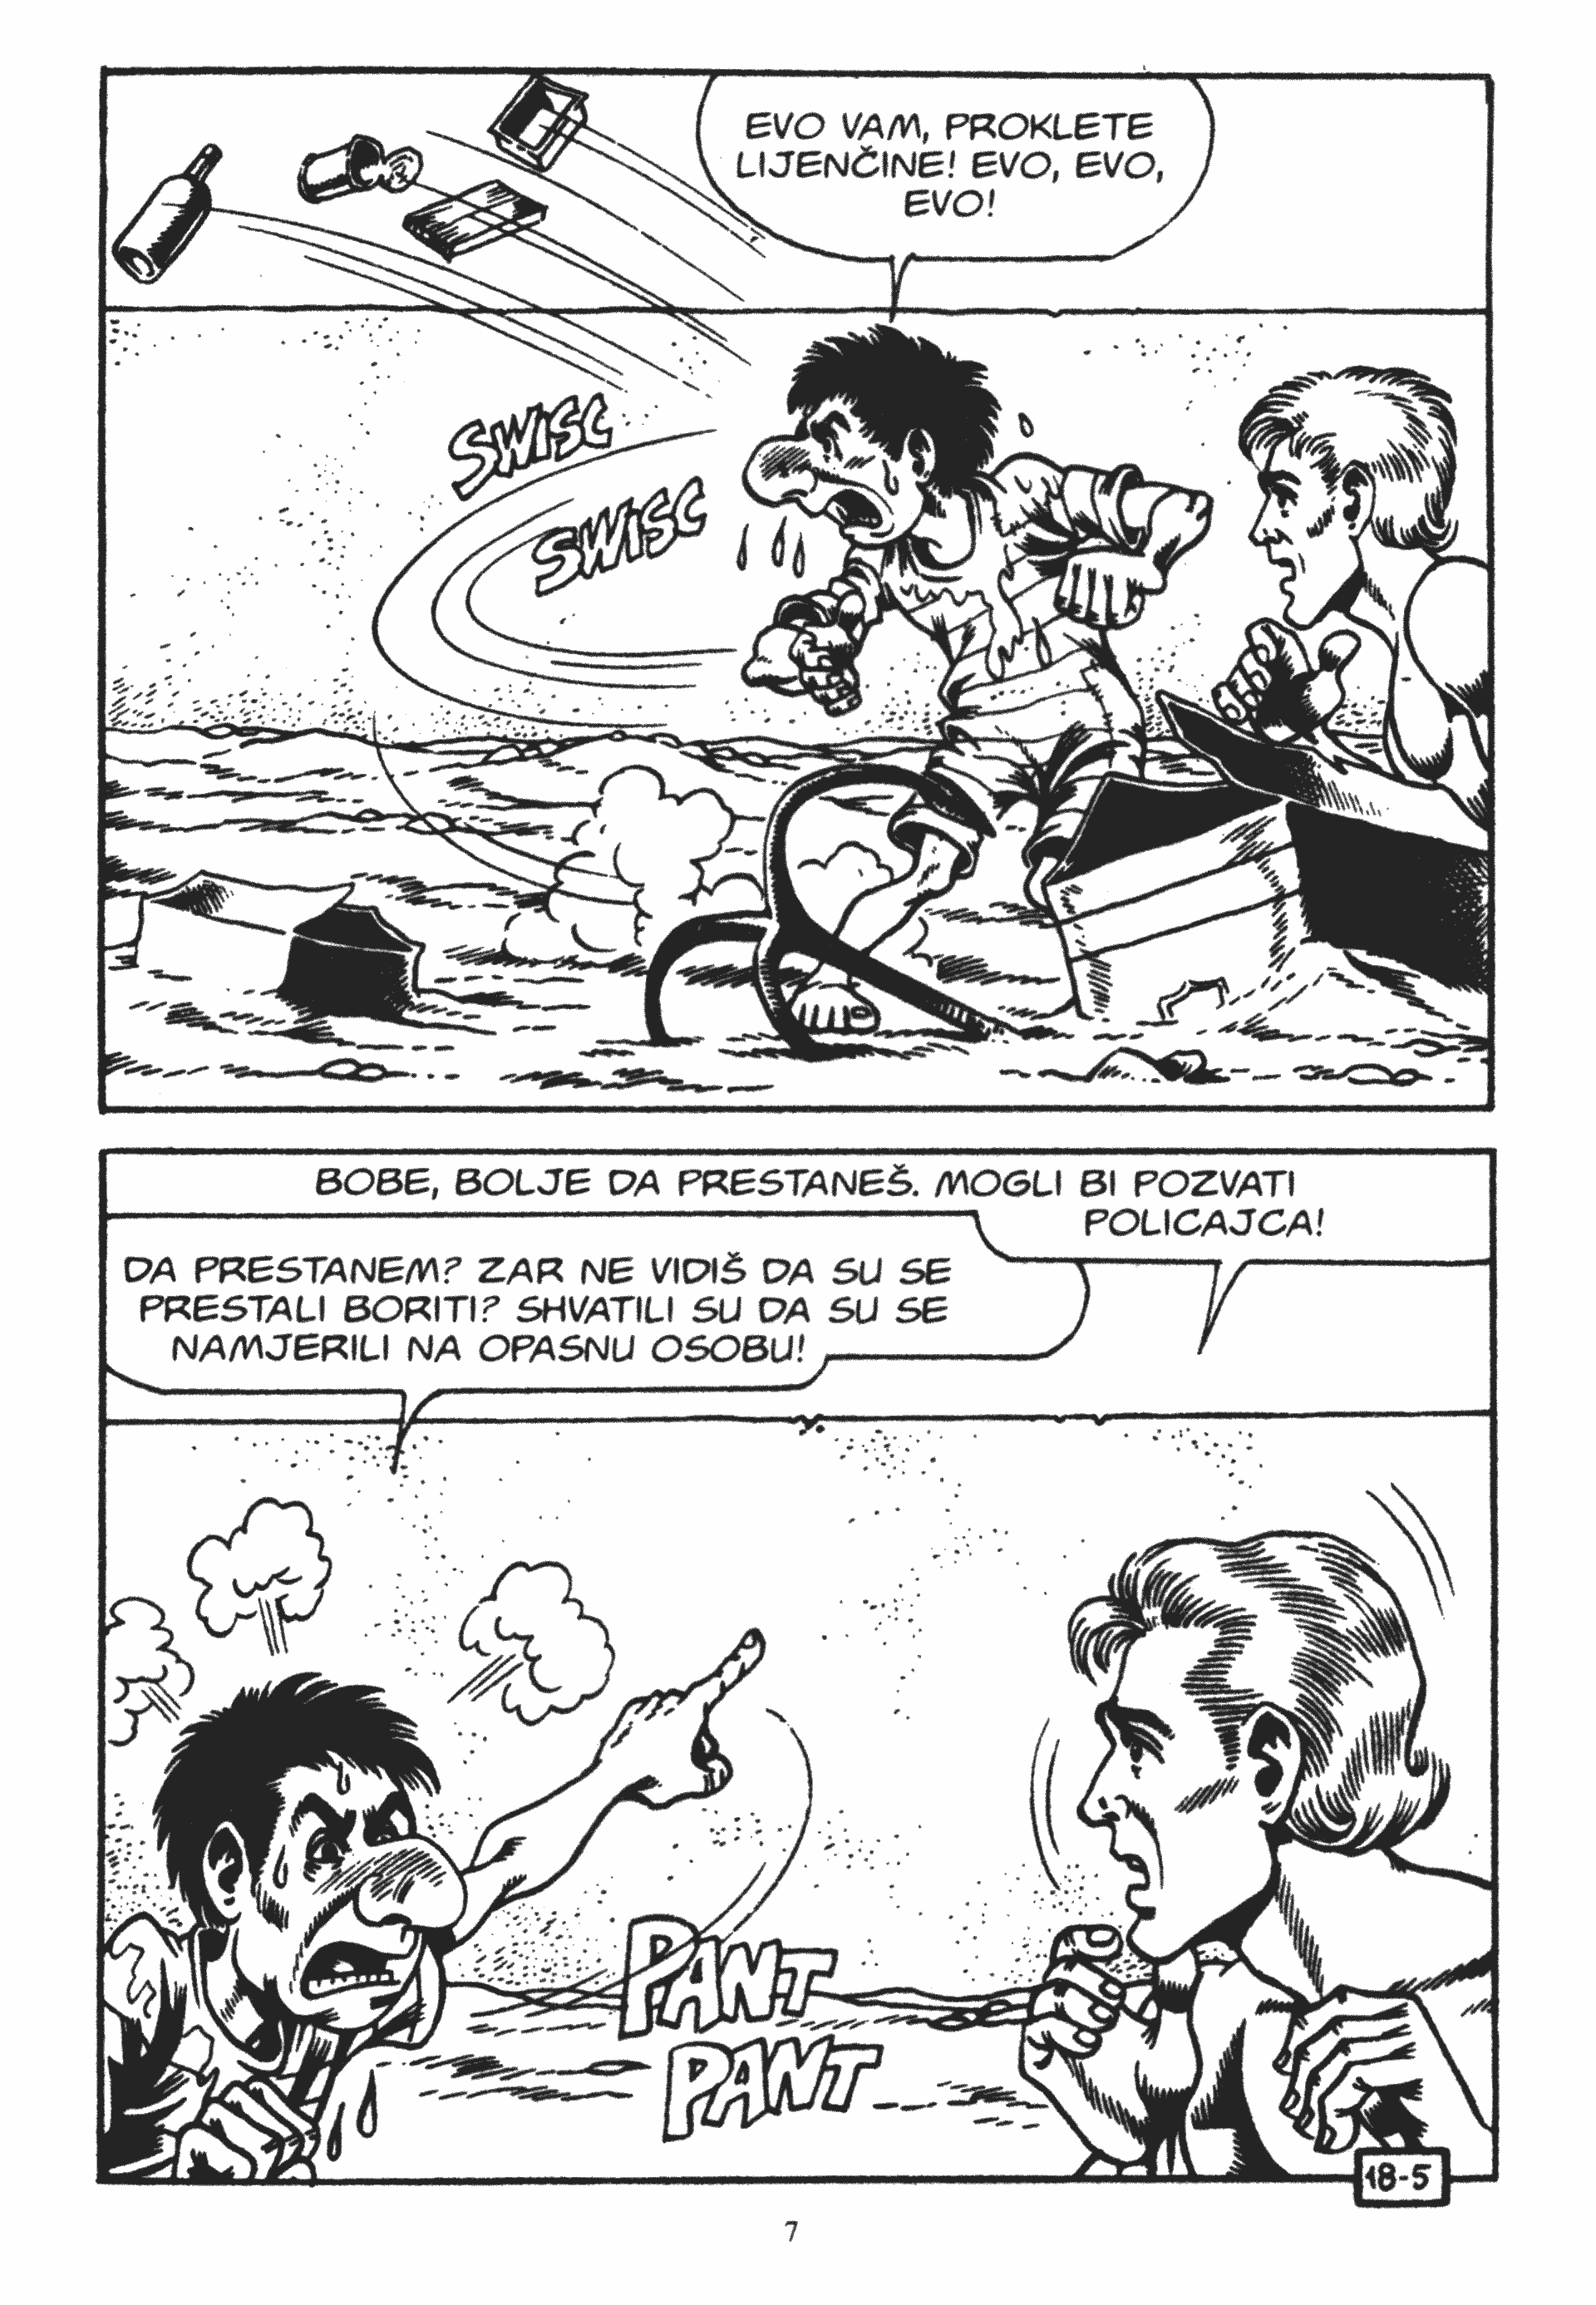 EVO VAM, PROKLETE
LIJENČINE! EVO, EVO,
EVO!
SWISC
SWISC
BOBE, BOLJE DA PRESTANEŠ. MOGLI BI POZVATI
POLICAJCA!
DA PRESTANEM? ZAR NE VIDIŠ DA SU SE
PRESTALI BORITI? SHVATILI SU DA SU SE
NAMJERILI NA OPASNU OSOBU!
PANT
PANT
18-5
7